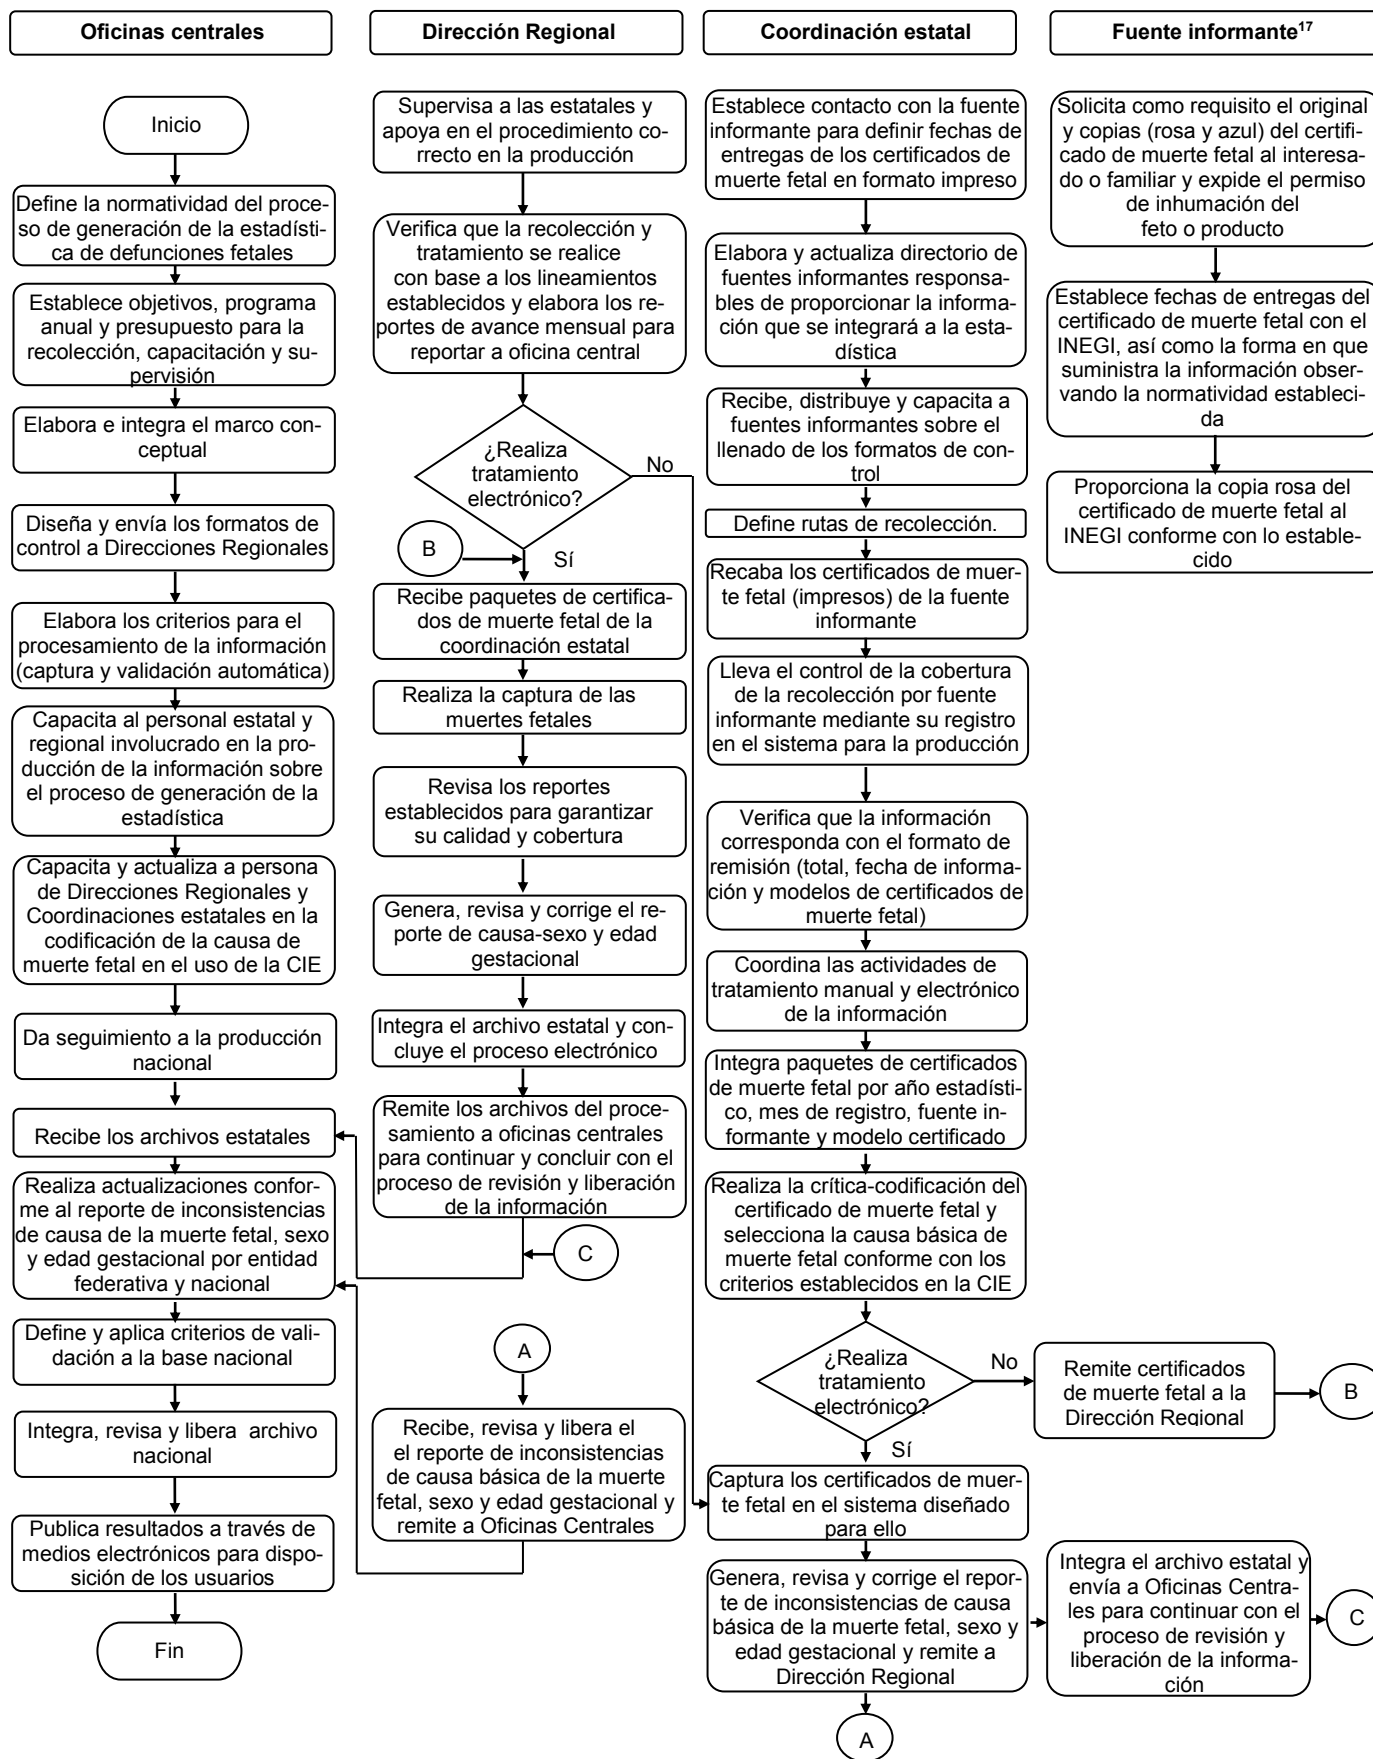 Oficinas centrales
Dirección Regional
Coordinación estatal
Fuente informante17
Inicio
Define la normatividad del proce-
so de generación de la estadísti-
ca de defunciones fetales
Establece objetivos, programa
anual y presupuesto para la
recolección, capacitación y su-
pervisión
Elabora e integra el marco con-
ceptual
Diseña y envía los formatos de
control a Direcciones Regionales
Elabora los criterios para el
procesamiento de la información
(captura y validación automática)
Capacita al personal estatal y
regional involucrado en la pro-
ducción de la información sobre
el proceso de generación de la
estadística
Capacita y actualiza a persona
de Direcciones Regionales y
Coordinaciones estatales en la
codificación de la causa de
muerte fetal en el uso de la CIE
Da seguimiento a la producción
nacional
Recibe los archivos estatales
Realiza actualizaciones confor-
me al reporte de inconsistencias
de causa de la muerte fetal, sexo
y edad gestacional por entidad
federativa y nacional
Define y aplica criterios de vali-
dación a la base nacional
Integra, revisa y libera archivo
nacional
Publica resultados a través de
medios electrónicos para dispo-
sición de los usuarios
Fin
Supervisa a las estatales y
apoya en el procedimiento co-
rrecto en la producción
Verifica que la recolección y
tratamiento se realice
con base a los lineamientos
establecidos y elabora los re-
portes de avance mensual para
reportar a oficina central
¿Realiza
tratamiento
electrónico?
No
B
Sí
Recibe paquetes de certifica-
dos de muerte fetal de la
coordinación estatal
Realiza la captura de las
muertes fetales
Revisa los reportes
establecidos para garantizar
su calidad y cobertura
Genera, revisa y corrige el re-
porte de causa-sexo y edad
gestacional
Integra el archivo estatal y con-
cluye el proceso electrónico
Remite los archivos del proce-
samiento a oficinas centrales
para continuar y concluir con el
proceso de revisión y liberación
de la información
C
A
Recibe, revisa y libera el
el reporte de inconsistencias
de causa básica de la muerte
fetal, sexo y edad gestacional y
remite a Oficinas Centrales
Establece contacto con la fuente
informante para definir fechas de
entregas de los certificados de
muerte fetal en formato impreso
Elabora y actualiza directorio de
fuentes informantes responsa-
bles de proporcionar la informa-
ción que se integrará a la esta-
dística
Recibe, distribuye y capacita a
fuentes informantes sobre el
llenado de los formatos de con-
trol
Define rutas de recolección.
Recaba los certificados de muer-
te fetal (impresos) de la fuente
informante
Lleva el control de la cobertura
de la recolección por fuente
informante mediante su registro
en el sistema para la producción
Verifica que la información
corresponda con el formato de
remisión (total, fecha de informa-
ción y modelos de certificados de
muerte fetal)
Coordina las actividades de
tratamiento manual y electrónico
de la información
Integra paquetes de certificados
de muerte fetal por año estadísti-
co, mes de registro, fuente in-
formante y modelo certificado
Realiza la crítica-codificación del
certificado de muerte fetal y
selecciona la causa básica de
muerte fetal conforme con los
criterios establecidos en la CIE
¿Realiza
tratamiento
electrónico?
No
Sí
Captura los certificados de muer-
te fetal en el sistema diseñado
para ello
Genera, revisa y corrige el repor-
te de inconsistencias de causa
básica de la muerte fetal, sexo y
edad gestacional y remite a
Dirección Regional
A
Solicita como requisito el original
y copias (rosa y azul) del certifi-
cado de muerte fetal al interesa-
do o familiar y expide el permiso
de inhumación del
feto o producto
Establece fechas de entregas del
certificado de muerte fetal con el
INEGI, así como la forma en que
suministra la información obser-
vando la normatividad estableci-
da
Proporciona la copia rosa del
certificado de muerte fetal al
INEGI conforme con lo estable-
cido
Remite certificados
de muerte fetal a la
Dirección Regional
B
Integra el archivo estatal y
envía a Oficinas Centra-
les para continuar con el
proceso de revisión y
liberación de la informa-
ción
C